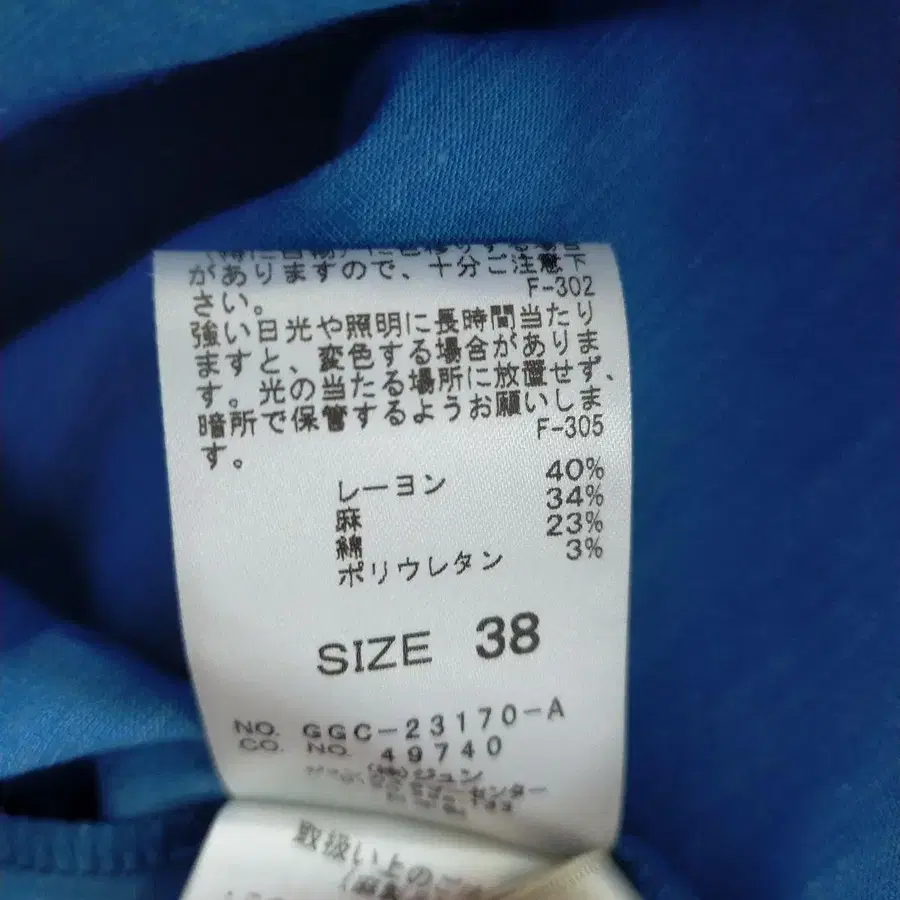 がありますので、十分ご注意下
さい。
F-302
強い日光や照明に長時間当たり
ますと、変色する場合がありま
す。光の当たる場所に放置せず、
暗所で保管するようお願いしま
す。
F-305
レーヨン 40%
麻 34%
綿 23%
ポリウレタン 3%
SIZE 38
NO. GGC-23170-A
CO. NO. 49740
(株)ジュン
取扱い上のご